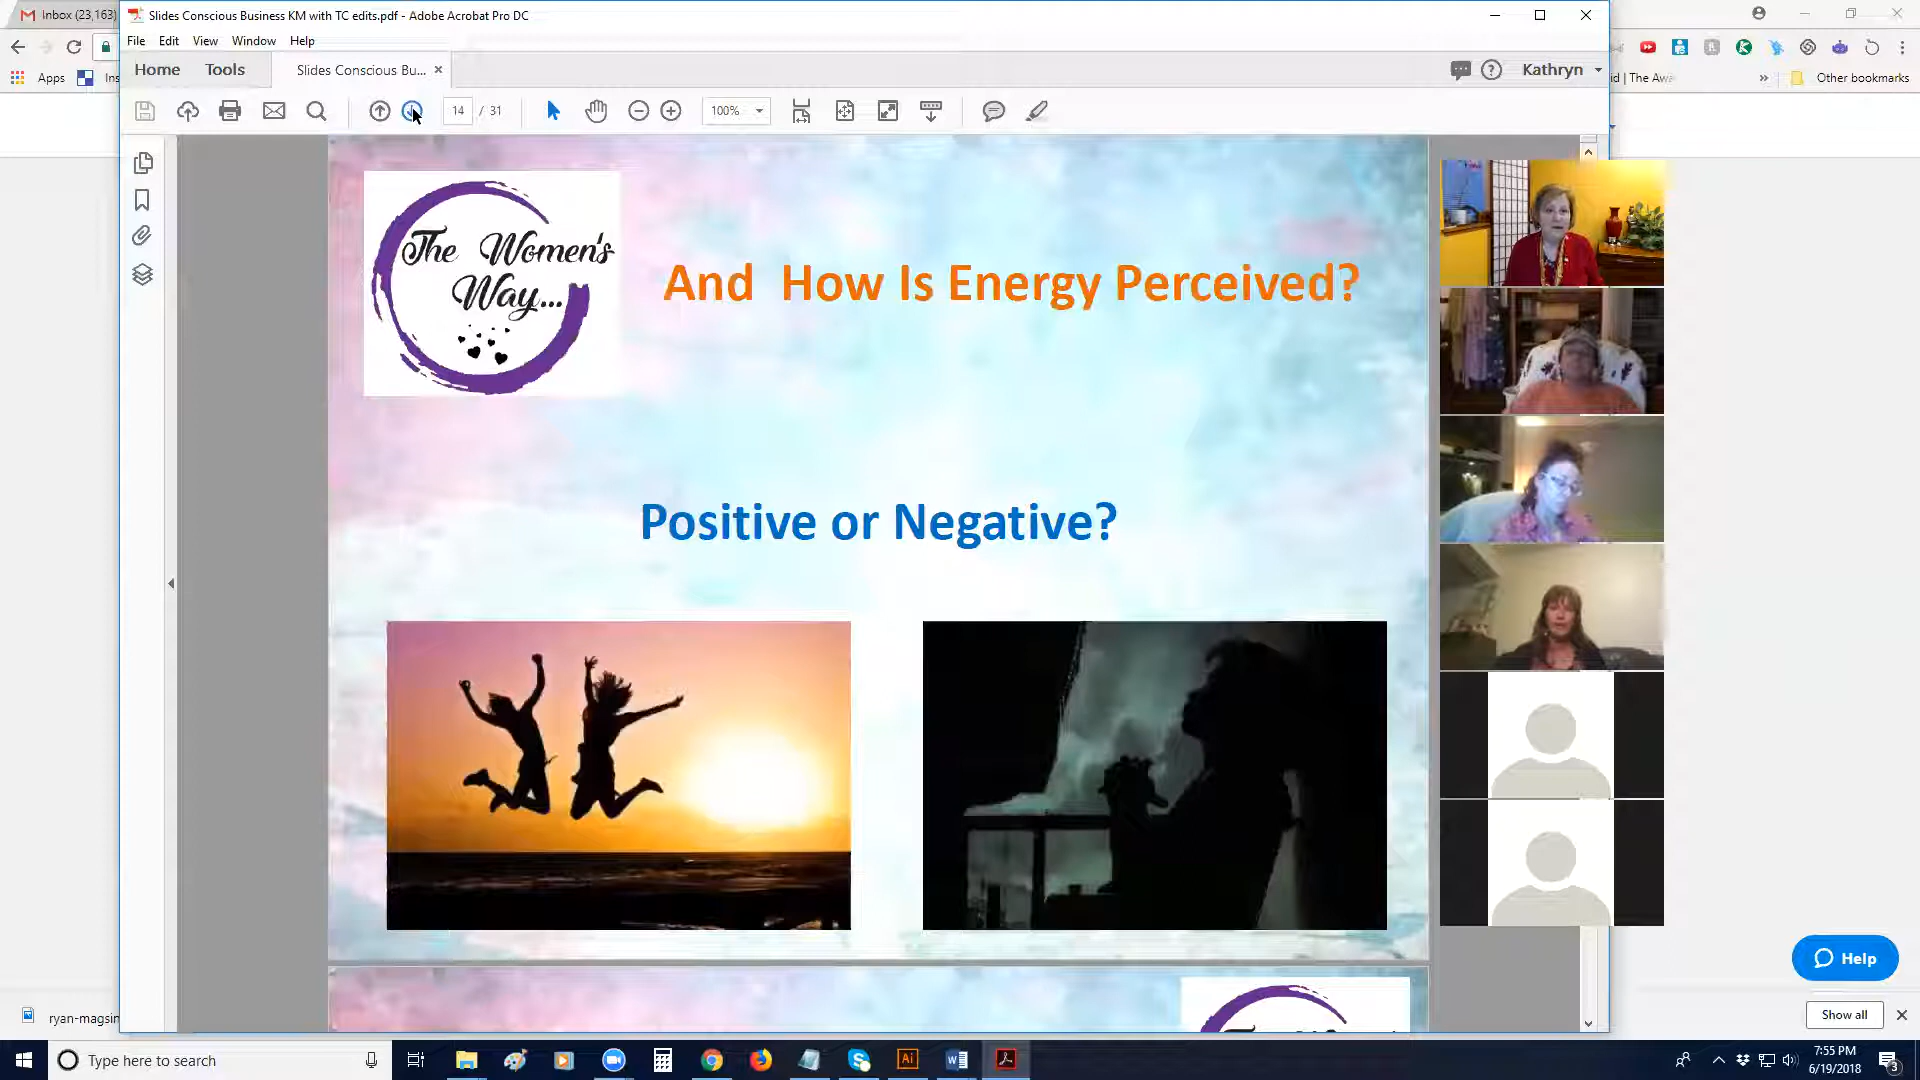 Inbox (23,163)
Slides Conscious Business KM with TC edits.pdf - Adobe Acrobat Pro DC
File Edit View Window Help
Home Tools Slides Conscious Bu... Kathryn
Apps Ins
Other bookmarks
14 / 31 100%
The Women's
Way...
And How Is Energy Perceived?
Positive or Negative?
Help
ryan-magsin
Show all
Type here to search
Ai
7:55 PM
6/19/2018
3